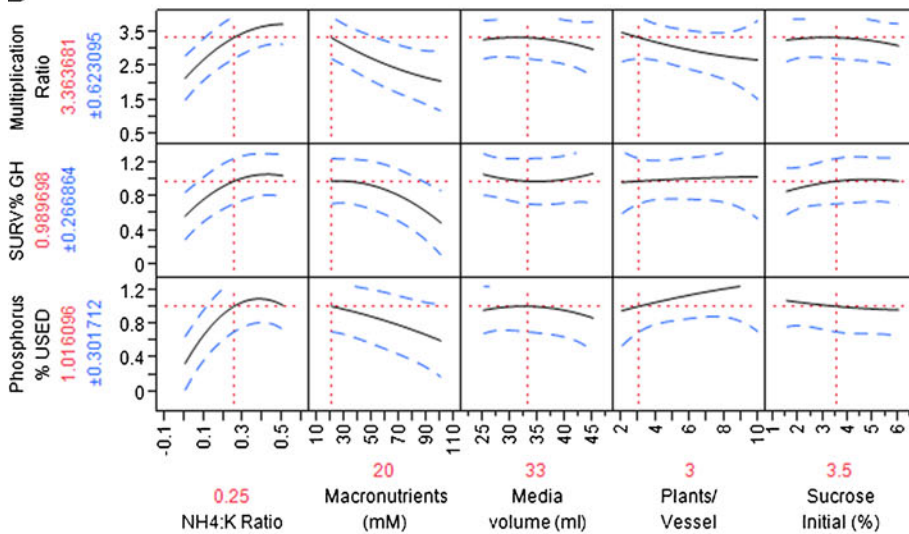 Multiplication Ratio
3.363681
±0.623095
3.5
2.5
1.5
0.5
SURV% GH
0.989698
±0.266864
1.2
0.8
0.4
0
Phosphorus % USED
1.016096
±0.301712
1.2
0.8
0.4
0
-0.1 0.1 0.3 0.5
10 30 50 70 90 110
25 30 35 40 45
2 4 6 8 10
1 2 3 4 5 6
0.25 20 33 3 3.5
NH4:K Ratio
Macronutrients (mM)
Media volume (ml)
Plants/ Vessel
Sucrose Initial (%)